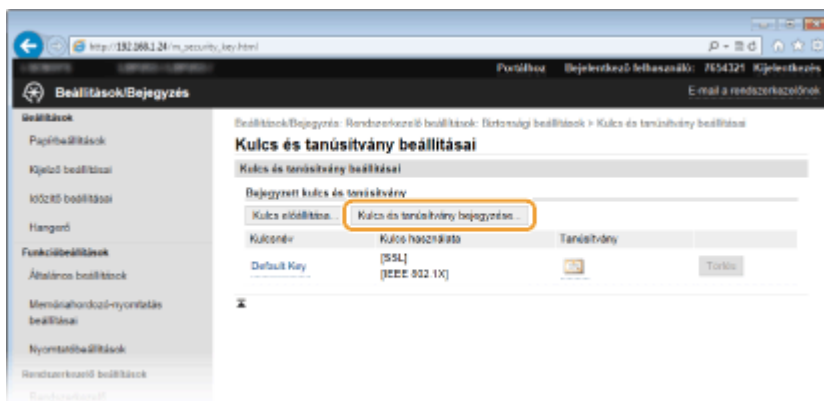 http://192.168.1.24/m_security_key.html
Portálhoz Bejelentkező felhasználó: 7654321 Kijelentkezés
Beállítások/Bejegyzés
E-mail a rendszerkezelőnek
Beállítások
Papírbeállítások
Kijelző beállításai
Időzítő beállításai
Hangerő
Funkcióbeállítások
Általános beállítások
Memóriahordozó-nyomtatás
beállításai
Nyomtatóbeállítások
Rendszerkezelő beállítások
Beállítások/Bejegyzés: Rendszerkezelő beállítások: Biztonsági beállítások > Kulcs és tanúsítvány beállításai
Kulcs és tanúsítvány beállításai
Kulcs és tanúsítvány beállításai
Bejegyzett kulcs és tanúsítvány
Kulcs előállítása... Kulcs és tanúsítvány bejegyzése...
Kulcsnév Kulcs használata Tanúsítvány
Default Key [SSL] Törlés
[IEEE 802.1X]